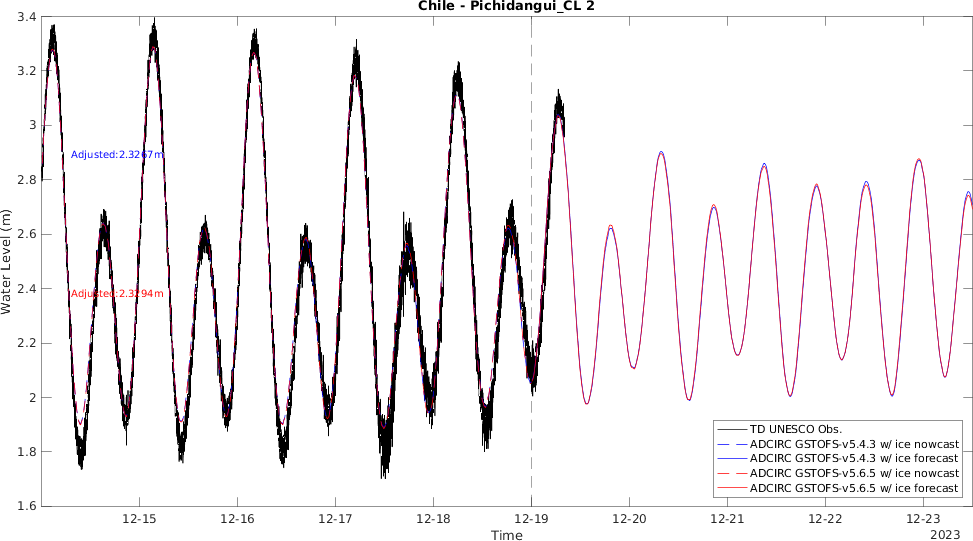 Chile - Pichidangui_CL 2
3.4
3.2
3
2.8
2.6
2.4
2.2
2
1.8
1.6
Water Level (m)
Adjusted:2.3267m
Adjusted:2.3294m
TD UNESCO Obs.
ADCIRC GSTOFS-v5.4.3 w/ ice nowcast
ADCIRC GSTOFS-v5.4.3 w/ ice forecast
ADCIRC GSTOFS-v5.6.5 w/ ice nowcast
ADCIRC GSTOFS-v5.6.5 w/ ice forecast
12-15 12-16 12-17 12-18 12-19 12-20 12-21 12-22 12-23
Time
2023